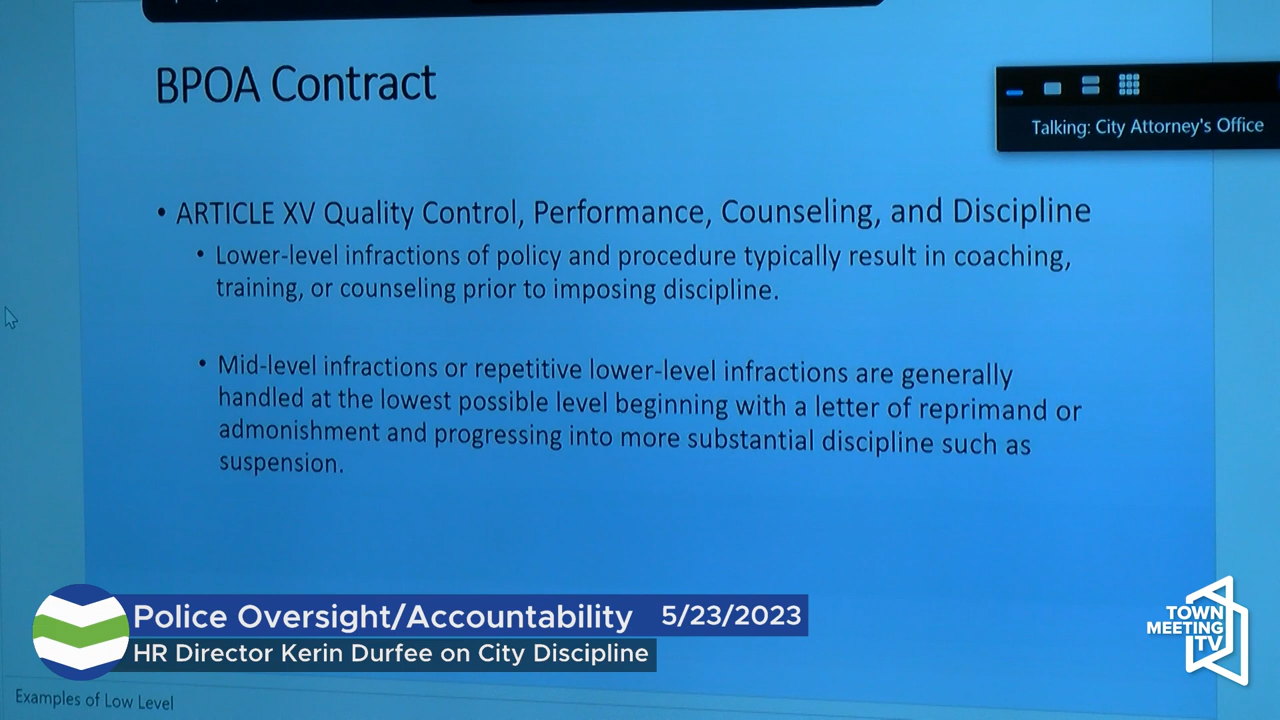 BPOA Contract
Talking: City Attorney's Office
• ARTICLE XV Quality Control, Performance, Counseling, and Discipline
• Lower-level infractions of policy and procedure typically result in coaching,
training, or counseling prior to imposing discipline.
• Mid-level infractions or repetitive lower-level infractions are generally
handled at the lowest possible level beginning with a letter of reprimand or
admonishment and progressing into more substantial discipline such as
suspension.
Police Oversight/Accountability 5/23/2023
HR Director Kerin Durfee on City Discipline
TOWN
MEETING
TV
Examples of Low Level